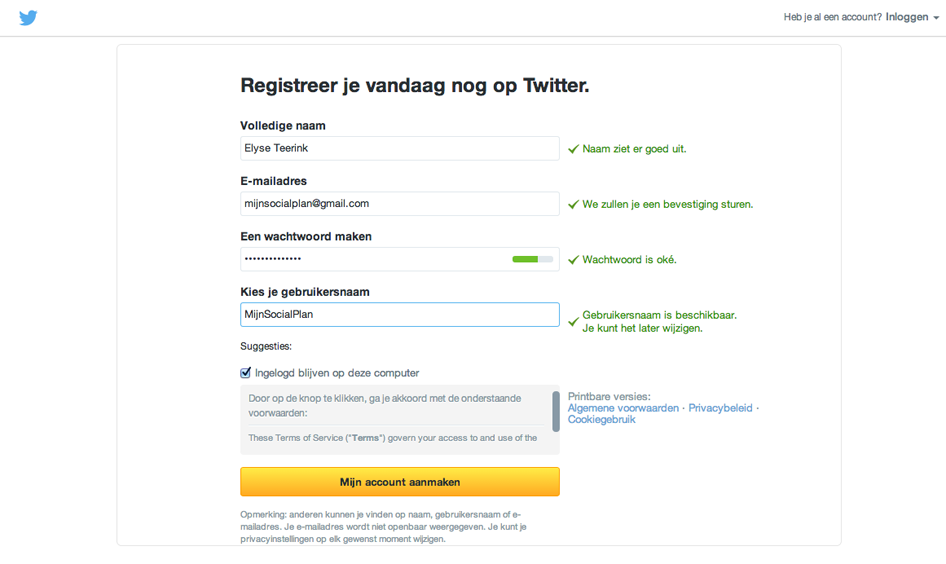 Heb je al een account? Inloggen
Registreer je vandaag nog op Twitter.
Volledige naam
Elyse Teerink
Naam ziet er goed uit.
E-mailadres
mijnsocialplan@gmail.com
We zullen je een bevestiging sturen.
Een wachtwoord maken
••••••••••••••
Wachtwoord is oké.
Kies je gebruikersnaam
MijnSocialPlan
Gebruikersnaam is beschikbaar.
Je kunt het later wijzigen.
Suggesties:
Ingelogd blijven op deze computer
Door op de knop te klikken, ga je akkoord met de onderstaande
voorwaarden:
These Terms of Service ("Terms") govern your access to and use of the
Printbare versies:
Algemene voorwaarden · Privacybeleid ·
Cookiegebruik
Mijn account aanmaken
Opmerking: anderen kunnen je vinden op naam, gebruikersnaam of e-
mailadres. Je e-mailadres wordt niet openbaar weergegeven. Je kunt je
privacyinstellingen op elk gewenst moment wijzigen.